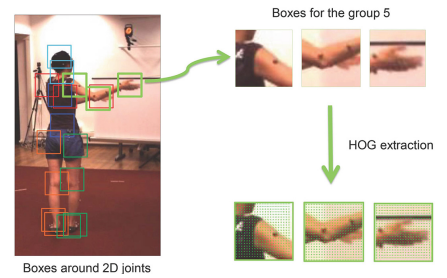 Boxes for the group 5
HOG extraction
Boxes around 2D joints